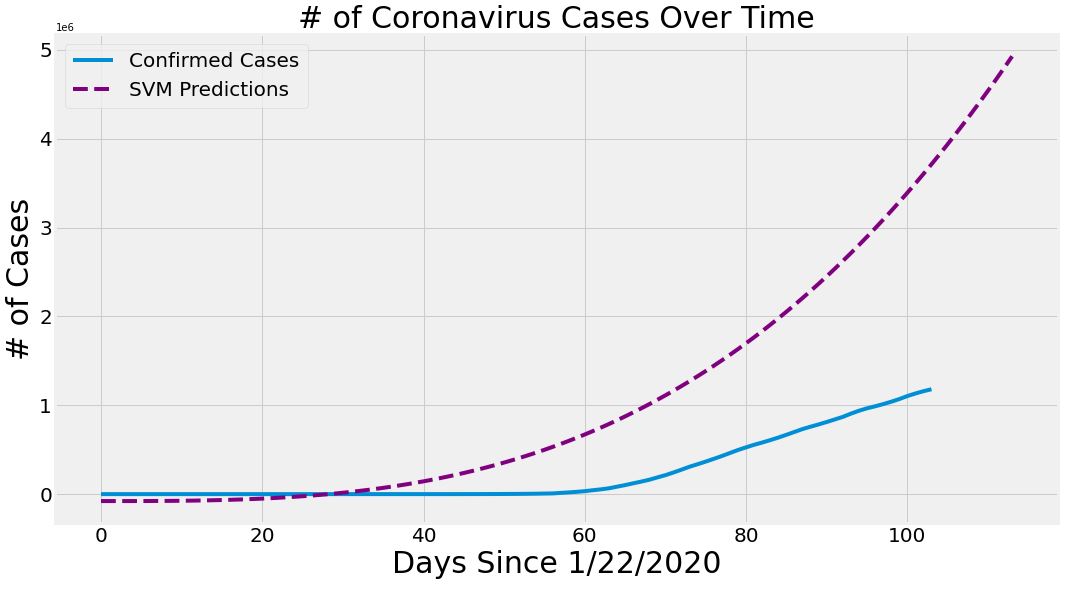 # of Coronavirus Cases Over Time
1e6
Confirmed Cases
SVM Predictions
5
4
3
2
1
0
# of Cases
0 20 40 60 80 100
Days Since 1/22/2020